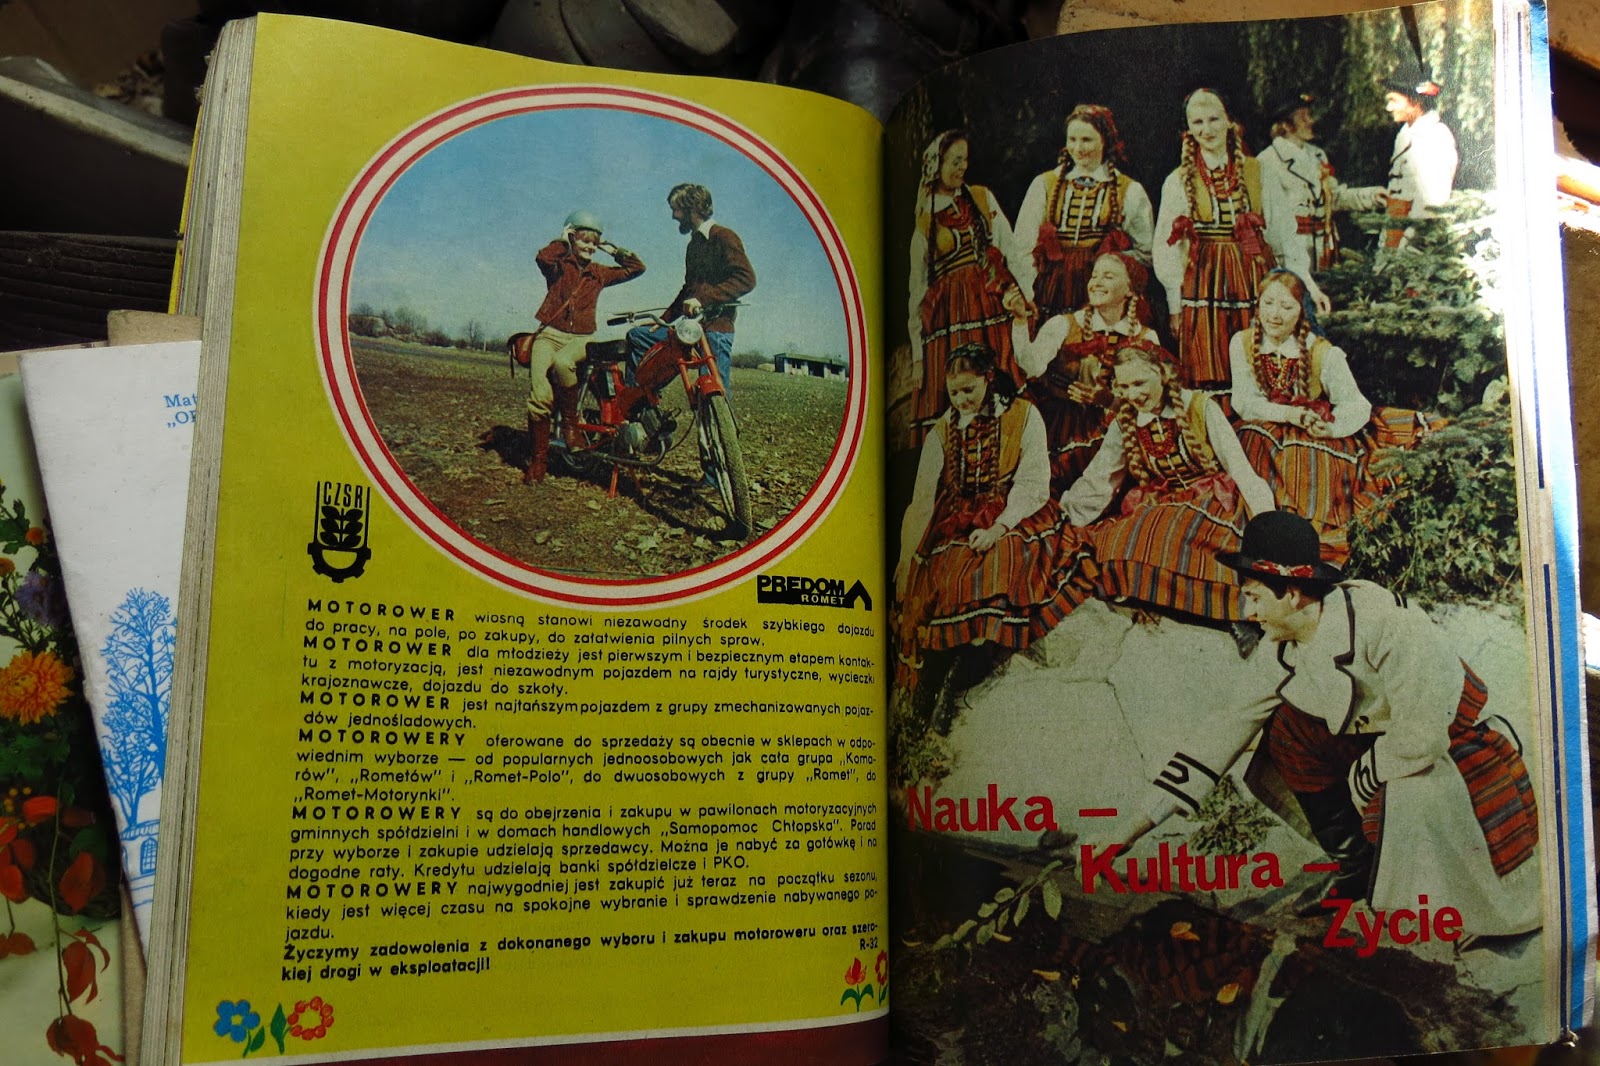 Mat
„OR
CZSR
PREDOM
ROMET
MOTOROWER wiosną stanowi niezawodny środek szybkiego dojazdu
do pracy, na pole, po zakupy, do załatwienia pilnych spraw.
MOTOROWER dla młodzieży jest pierwszym i bezpiecznym etapem kontak-
tu z motoryzacją, jest niezawodnym pojazdem na rajdy turystyczne, wycieczki
krajoznawcze, dojazdu do szkoły.
MOTOROWER jest najtańszym pojazdem z grupy zmechanizowanych pojaz-
dów jednośladowych.
MOTOROWERY oferowane do sprzedaży są obecnie w sklepach w odpo-
wiednim wyborze — od popularnych jednoosobowych jak cała grupa „Koma-
rów", „Rometów" i „Romet-Polo", do dwuosobowych z grupy „Romet", do
„Romet-Motorynki".
MOTOROWERY są do obejrzenia i zakupu w pawilonach motoryzacyjnych
gminnych spółdzielni i w domach handlowych „Samopomoc Chłopska". Porad
przy wyborze i zakupie udzielają sprzedawcy. Można je nabyć za gotówkę i na
dogodne raty. Kredytu udzielają banki spółdzielcze i PKO.
MOTOROWERY najwygodniej jest zakupić już teraz na początku sezonu,
kiedy jest więcej czasu na spokojne wybranie i sprawdzenie nabywanego po-
jazdu.
Życzymy zadowolenia z dokonanego wyboru i zakupu motoroweru oraz szero-
kiej drogi w eksploatacji!
R-32
Nauka –
Kultura –
Życie